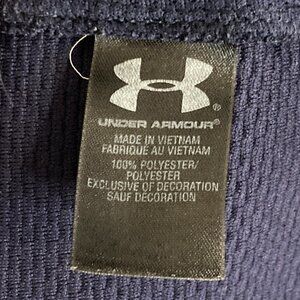 UNDER ARMOUR®
MADE IN VIETNAM
FABRIQUÉ AU VIETNAM
100% POLYESTER/
POLYESTER
EXCLUSIVE OF DECORATION
SAUF DECORATION